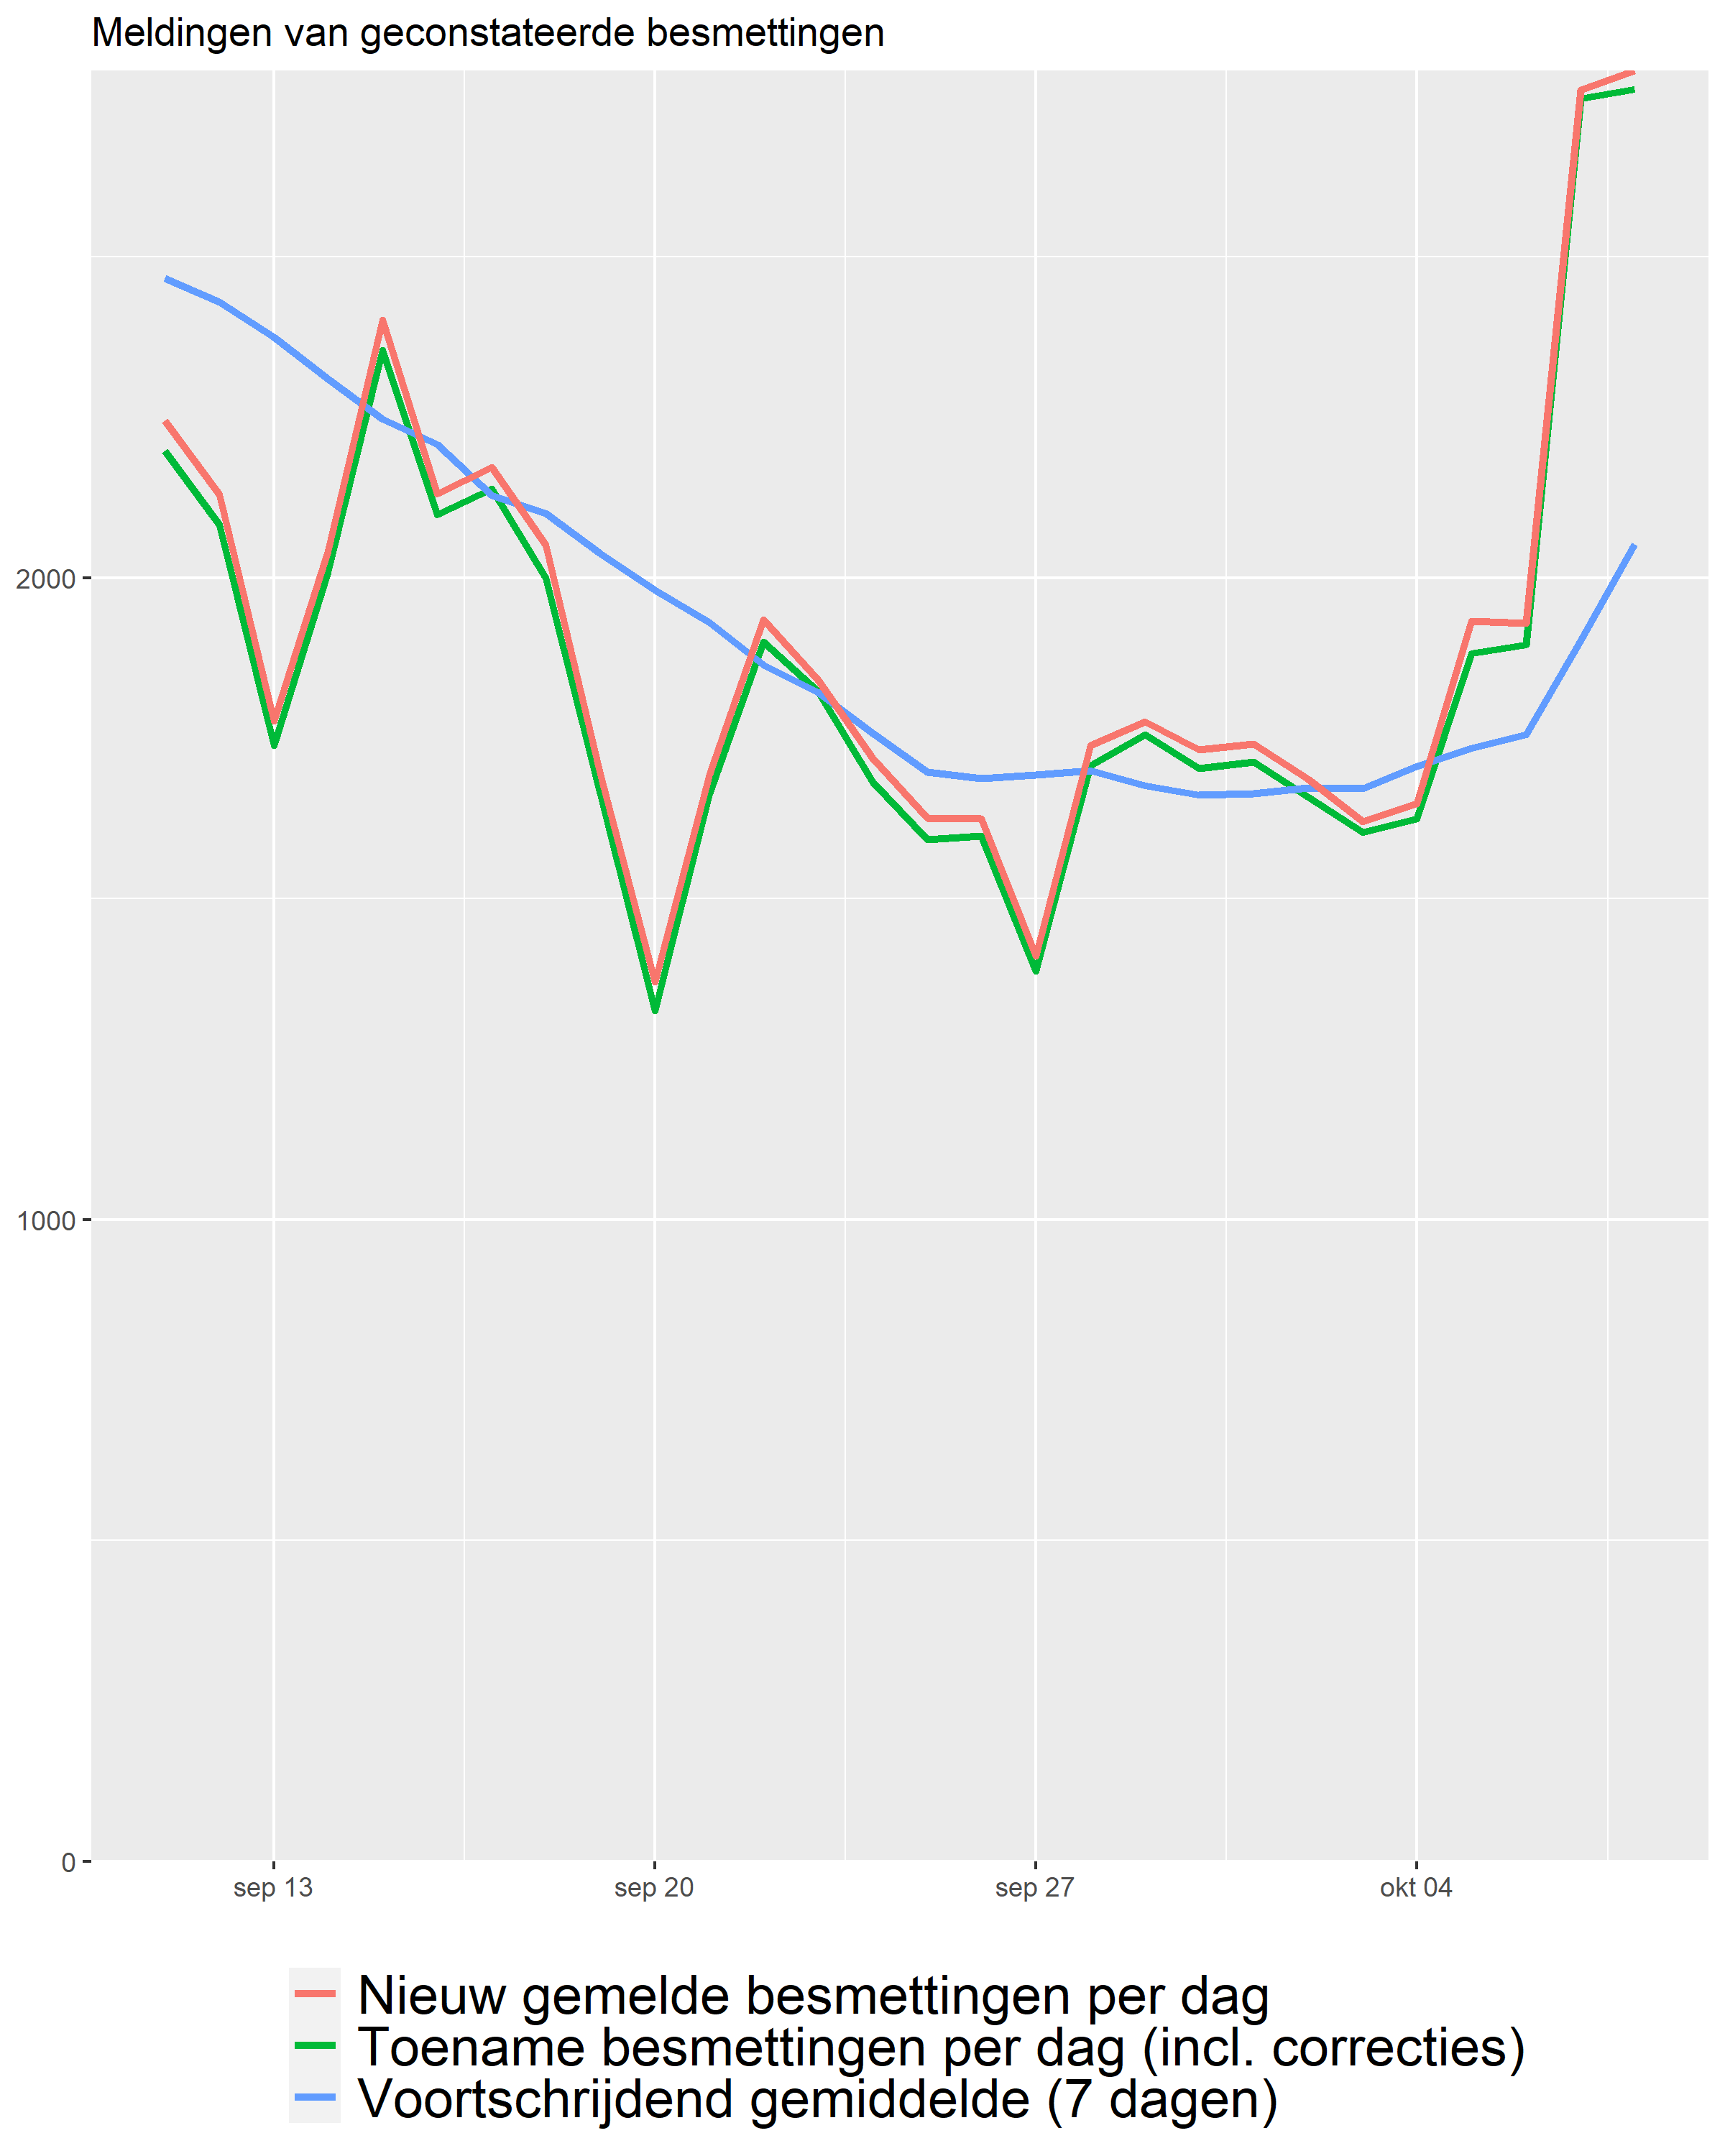 Meldingen van geconstateerde besmettingen
2000
1000
0
sep 13
sep 20
sep 27
okt 04
Nieuw gemelde besmettingen per dag
Toename besmettingen per dag (incl. correcties)
Voortschrijdend gemiddelde (7 dagen)